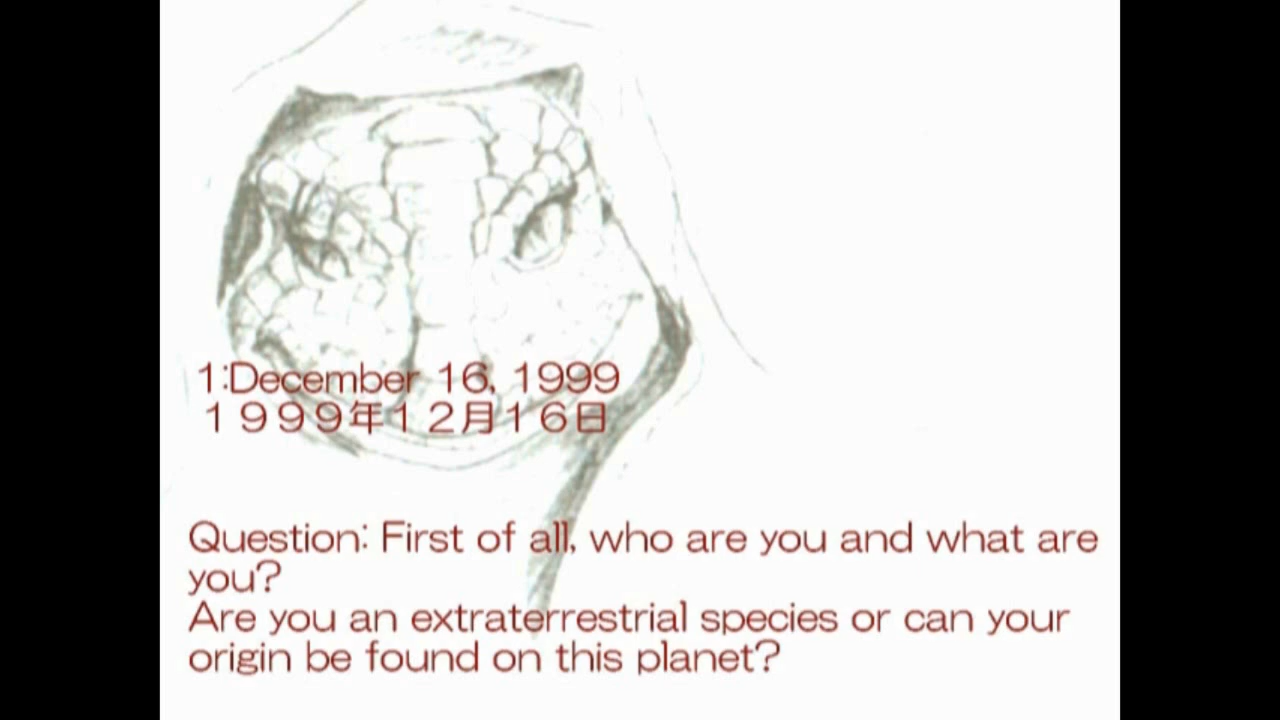 1:December 16, 1999
１９９９年１２月１６日
Question: First of all, who are you and what are
you?
Are you an extraterrestrial species or can your
origin be found on this planet?